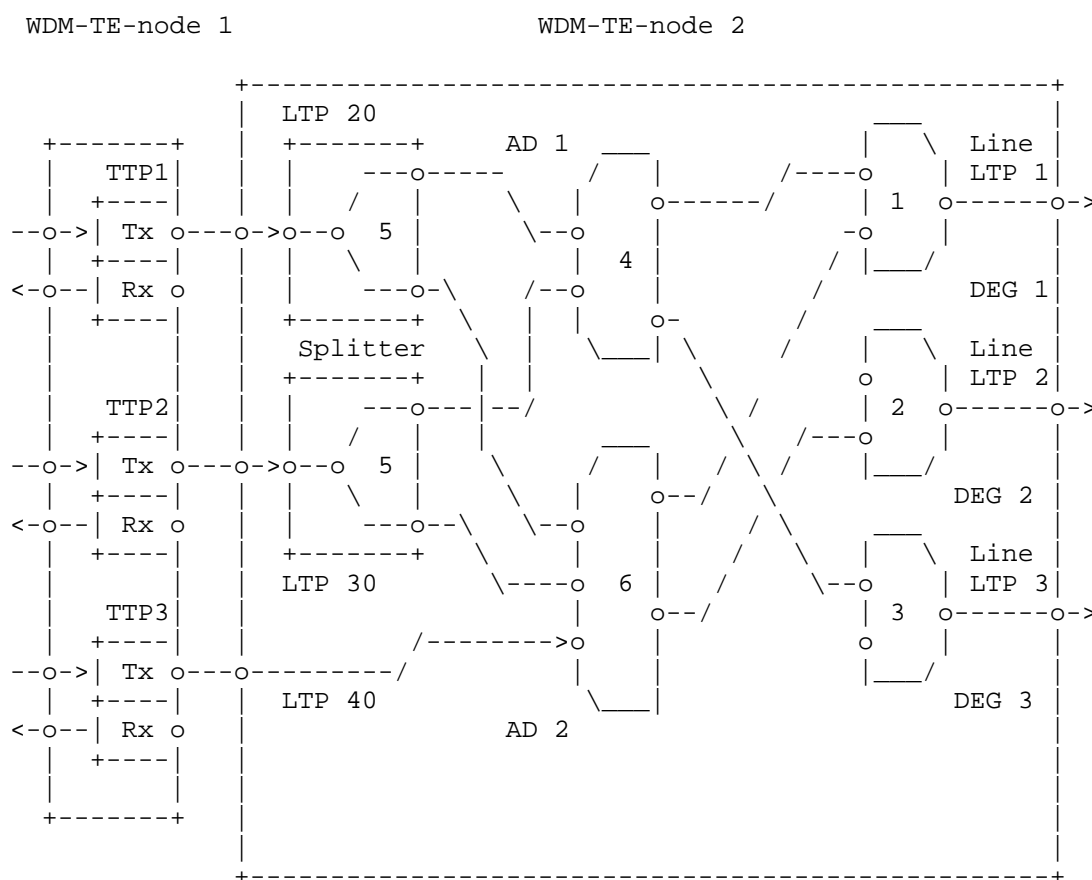 WDM-TE-node 1 WDM-TE-node 2
LTP 20
AD 1 Line
TTP1 LTP 1
1
Tx 5
4
Rx DEG 1
Splitter Line
LTP 2
TTP2 2
Tx 5
DEG 2
Rx
Line
LTP 30 6 LTP 3
TTP3 3
Tx
LTP 40 DEG 3
Rx AD 2